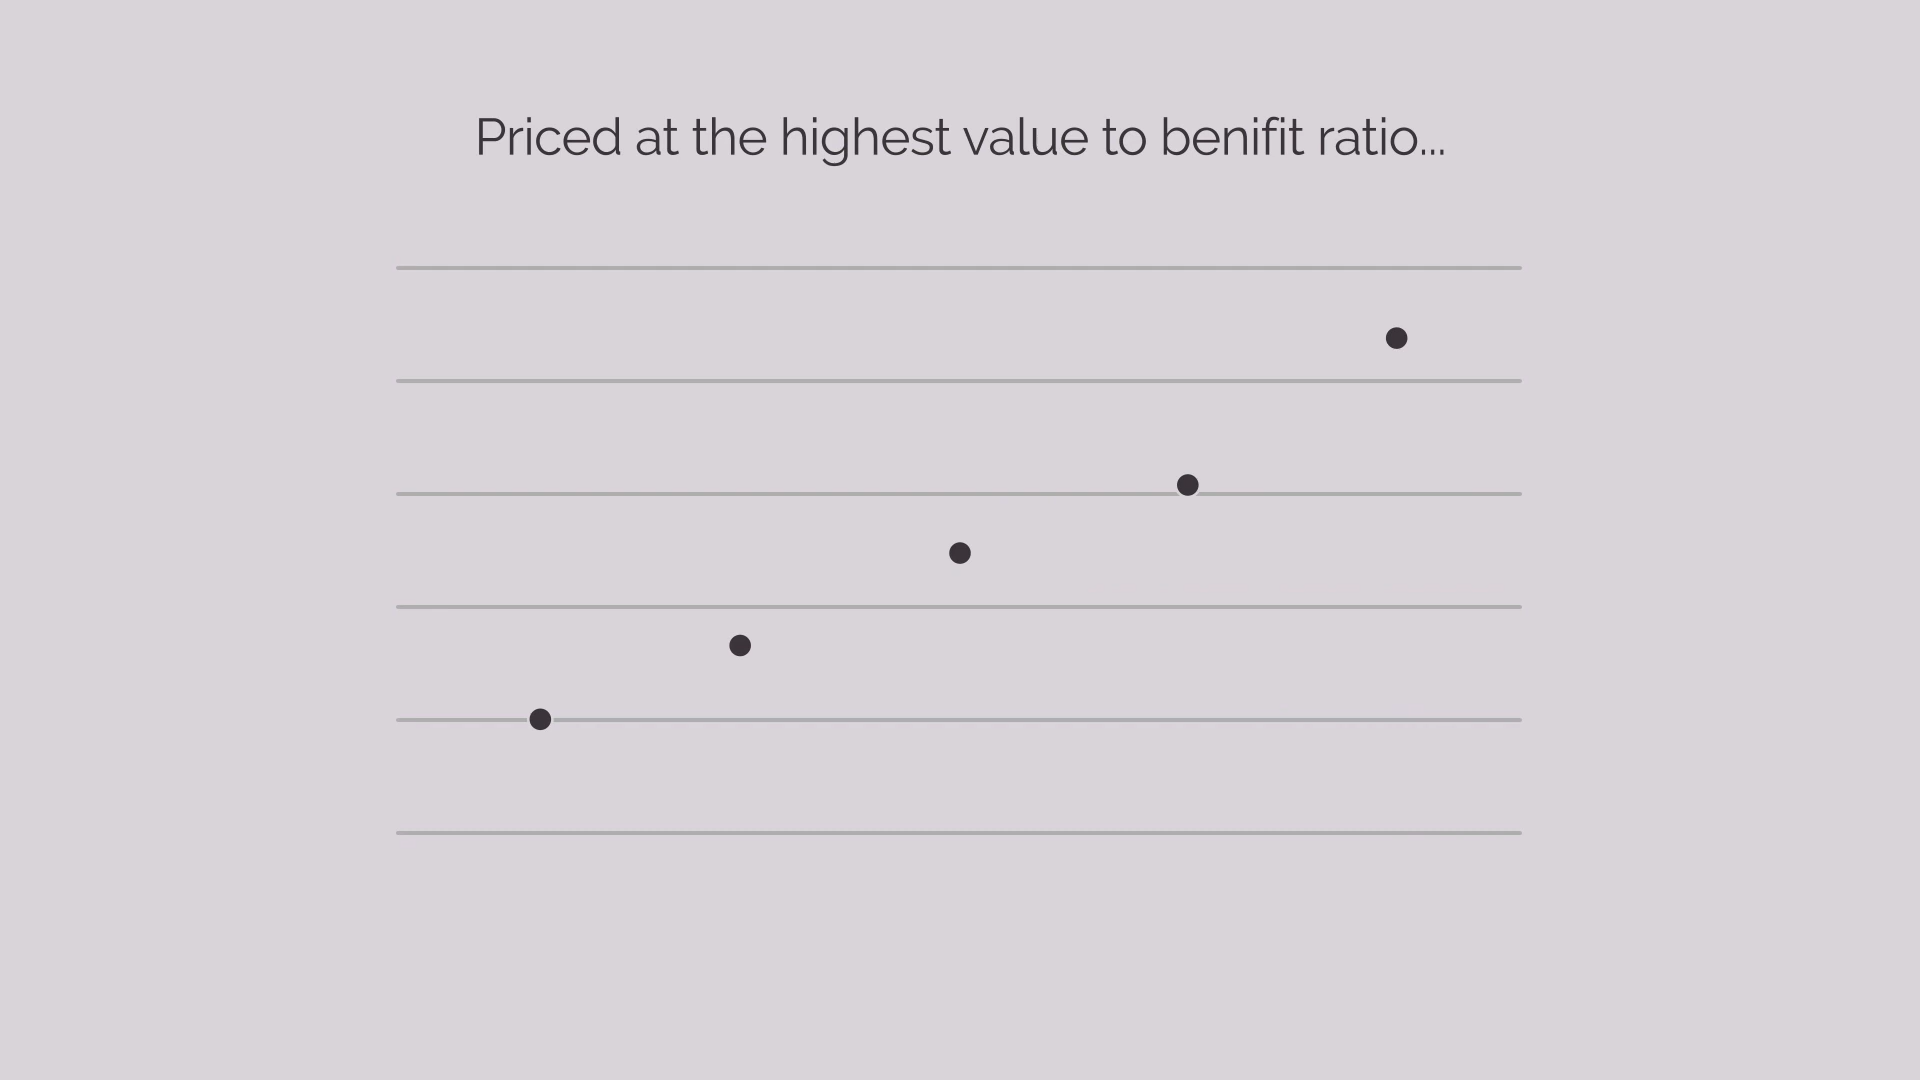 Priced at the highest value to benifit ratio...